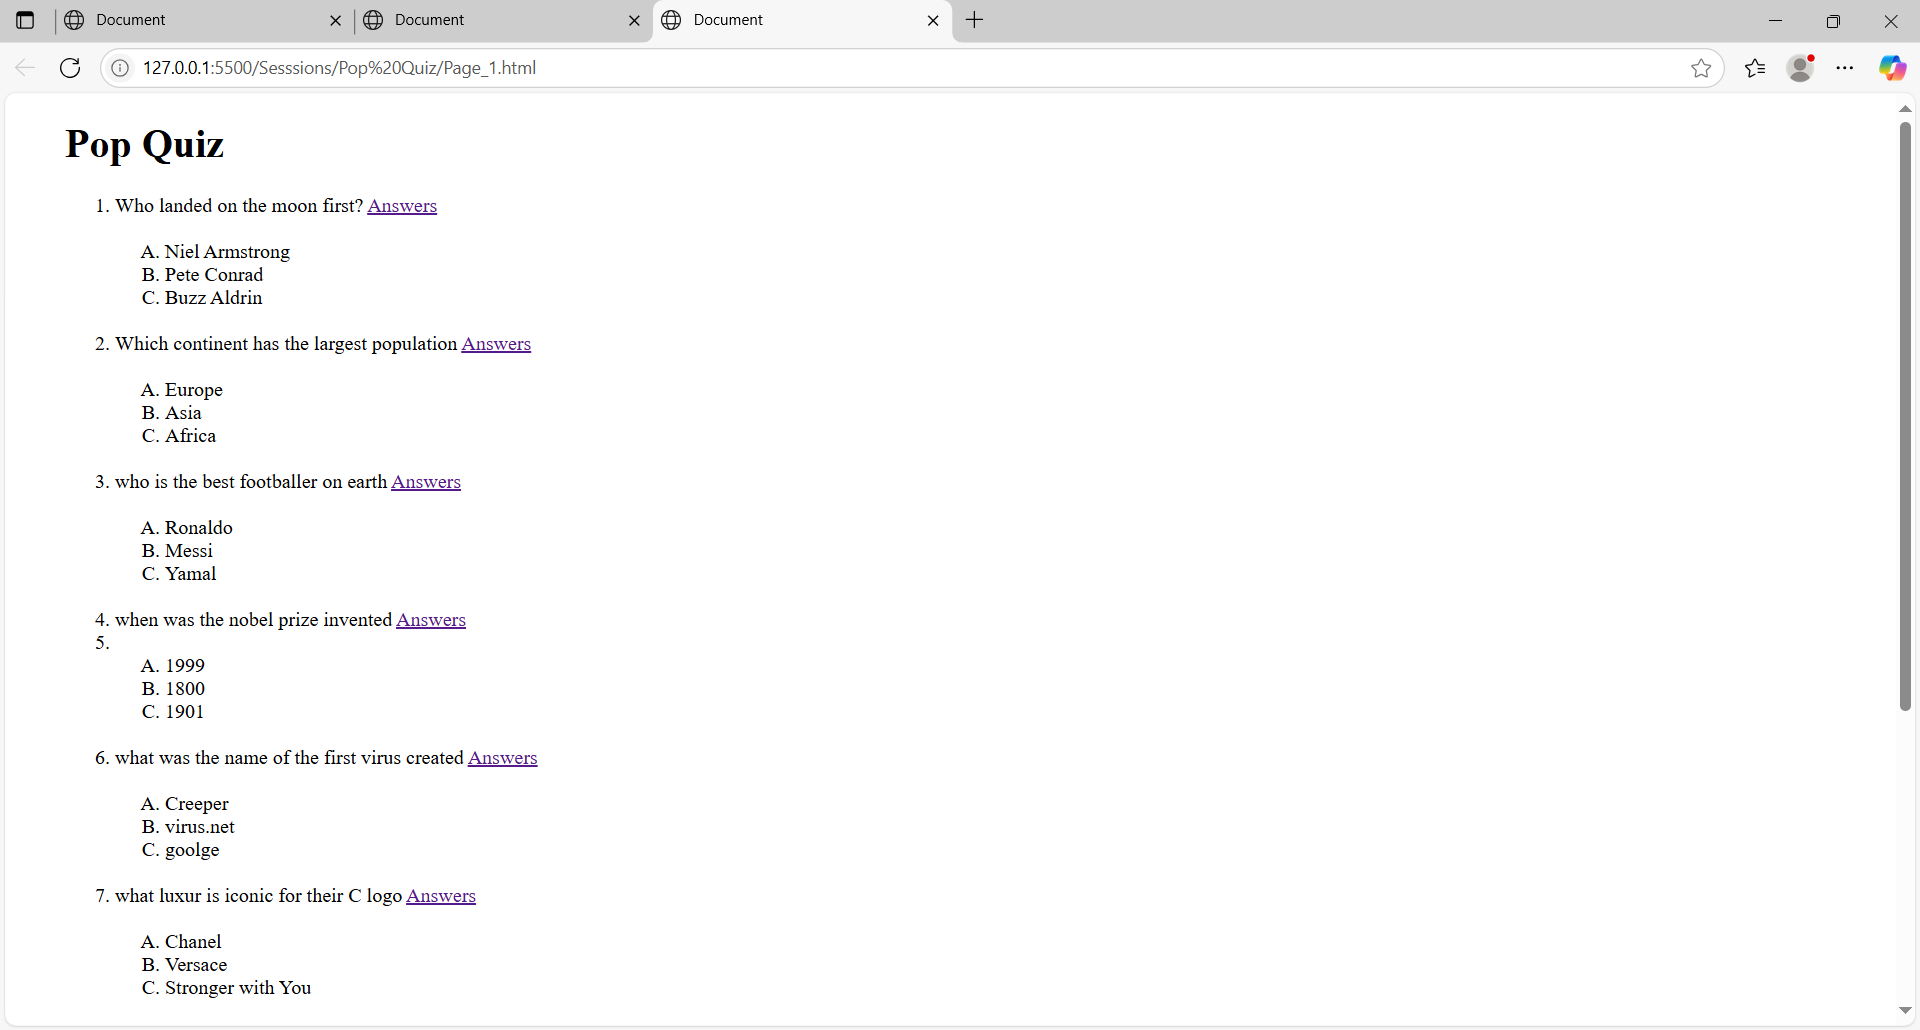 Document
Document
Document
127.0.0.1:5500/Sesssions/Pop%20Quiz/Page_1.html
Pop Quiz
1. Who landed on the moon first? Answers
A. Niel Armstrong
B. Pete Conrad
C. Buzz Aldrin
2. Which continent has the largest population Answers
A. Europe
B. Asia
C. Africa
3. who is the best footballer on earth Answers
A. Ronaldo
B. Messi
C. Yamal
4. when was the nobel prize invented Answers
5.
A. 1999
B. 1800
C. 1901
6. what was the name of the first virus created Answers
A. Creeper
B. virus.net
C. goolge
7. what luxur is iconic for their C logo Answers
A. Chanel
B. Versace
C. Stronger with You